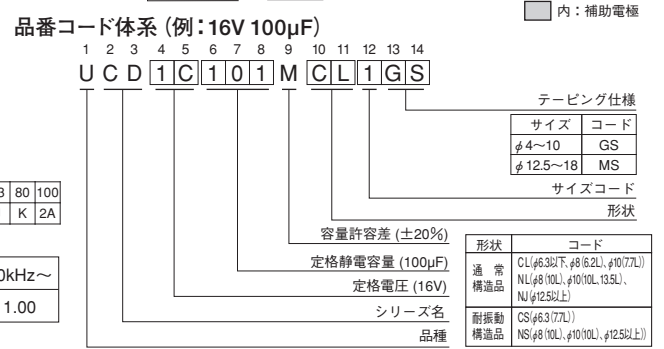 内：補助電極
品番コード体系 (例：16V 100μF)
1 2 3 4 5 6 7 8 9 10 11 12 13 14
U C D 1 C 1 0 1 M C L 1 G S
テーピング仕様
サイズ コード
φ4～10 GS
φ12.5～18 MS
サイズコード
形状
容量許容差 (±20%)
定格静電容量 (100μF)
定格電圧 (16V)
シリーズ名
品種
3 80 100
K 2A
0kHz～
1.00
形状 コード
通常構造品
CL(φ6.3以下、φ8(6.2L)、φ10(7.7L))
NL(φ8(10L)、φ10(10L、13.5L)、
NJ(φ12.5以上)
耐振動構造品
CS(φ6.3(7.7L))
NS(φ8(10L)、φ10(10L)、φ12.5以上))